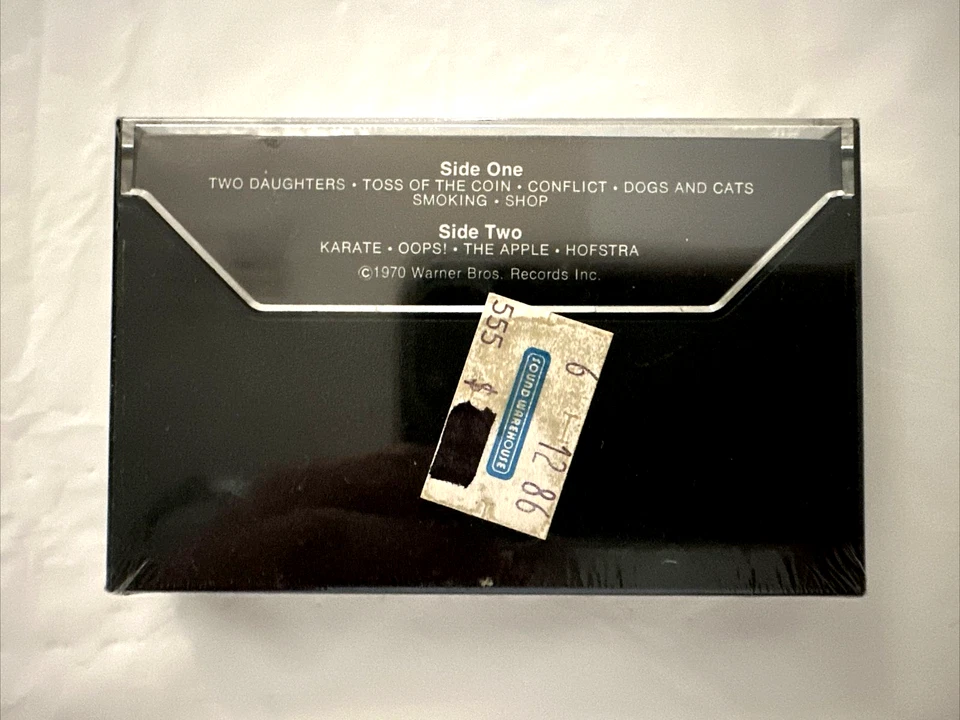 Side One
TWO DAUGHTERS • TOSS OF THE COIN • CONFLICT • DOGS AND CATS
SMOKING • SHOP
Side Two
KARATE • OOPS! • THE APPLE • HOFSTRA
©1970 Warner Bros. Records Inc.
555 $
SOUND WAREHOUSE
6 12 86